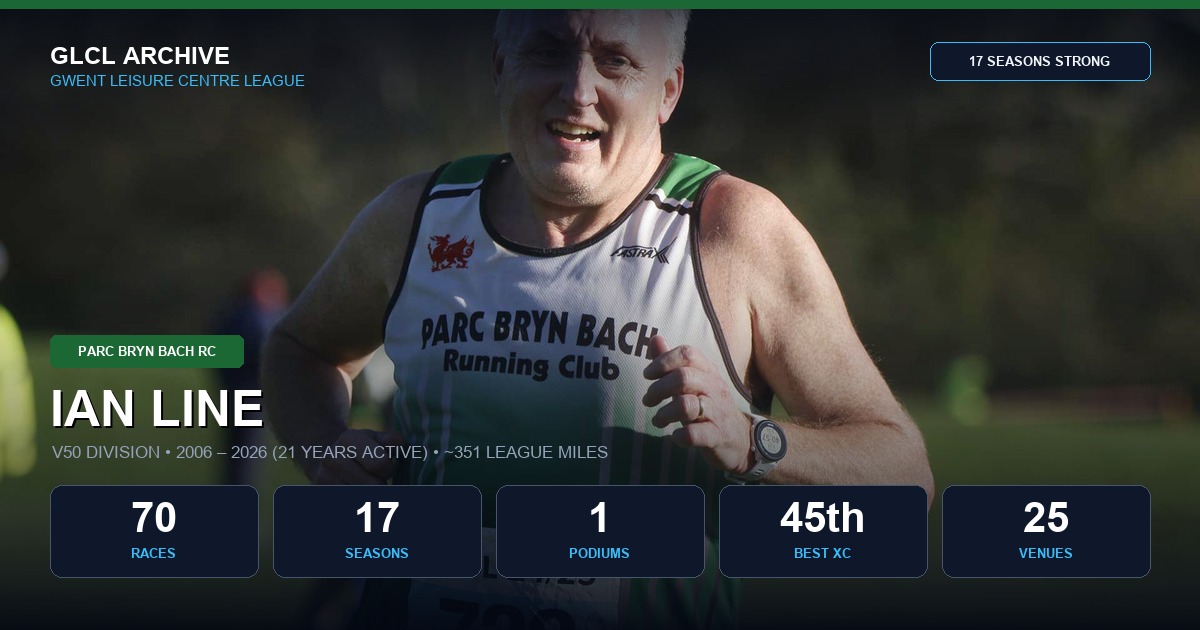 GLCL ARCHIVE
GWENT LEISURE CENTRE LEAGUE
17 SEASONS STRONG
FASTRAX
PARC BRYN BACH
Running Club
PARC BRYN BACH RC
IAN LINE
V50 DIVISION • 2006 – 2026 (21 YEARS ACTIVE) • ~351 LEAGUE MILES
70
RACES
17
SEASONS
1
PODIUMS
45th
BEST XC
25
VENUES